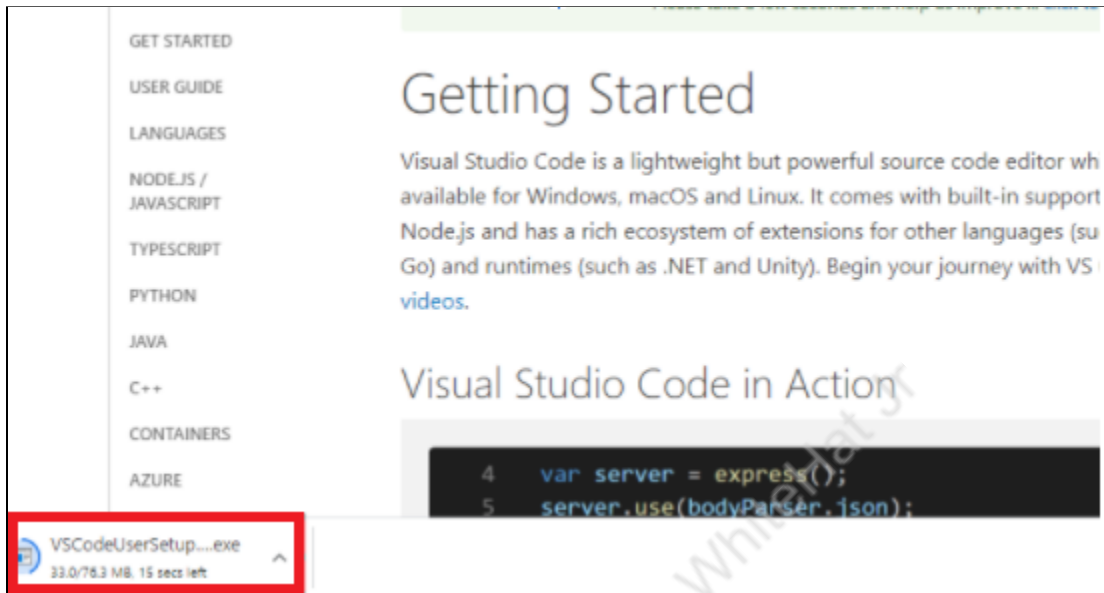 GET STARTED
USER GUIDE
LANGUAGES
NODE.JS /
JAVASCRIPT
TYPESCRIPT
PYTHON
JAVA
C++
CONTAINERS
AZURE
Getting Started
Visual Studio Code is a lightweight but powerful source code editor whi
available for Windows, macOS and Linux. It comes with built-in support
Node.js and has a rich ecosystem of extensions for other languages (su
Go) and runtimes (such as .NET and Unity). Begin your journey with VS
videos.
Visual Studio Code in Action
4 var server = express();
5 server.use(bodyParser.json);
VSCodeUserSetup....exe
33.0/76.3 MB, 15 secs left
WhiteHat Jr